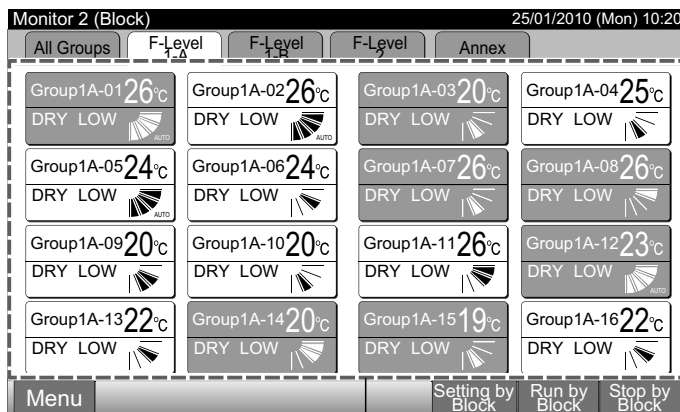 Monitor 2 (Block) 25/01/2010 (Mon) 10:20
All Groups F-Level 1-A F-Level 1-B F-Level 2 Annex
Group1A-01 26°C Group1A-02 26°C Group1A-03 20°C Group1A-04 25°C
DRY LOW AUTO DRY LOW AUTO DRY LOW DRY LOW
Group1A-05 24°C Group1A-06 24°C Group1A-07 26°C Group1A-08 26°C
DRY LOW AUTO DRY LOW DRY LOW DRY LOW
Group1A-09 20°C Group1A-10 20°C Group1A-11 26°C Group1A-12 23°C
DRY LOW DRY LOW DRY LOW DRY LOW AUTO
Group1A-13 22°C Group1A-14 20°C Group1A-15 19°C Group1A-16 22°C
DRY LOW DRY LOW DRY LOW DRY LOW
Menu Setting by Block Run by Block Stop by Block